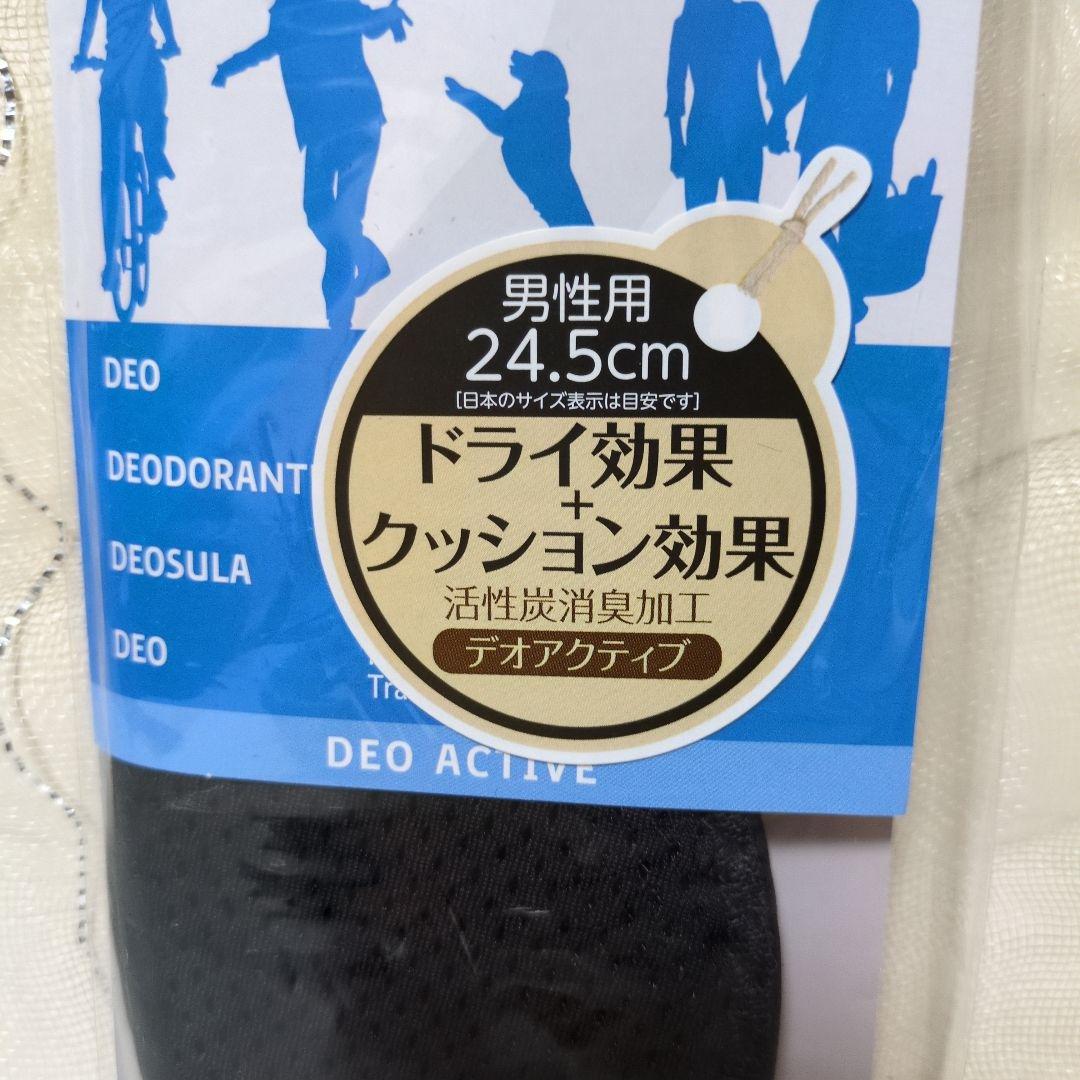 男性用
24.5cm
[日本のサイズ表示は目安です]
ドライ効果
+
クッション効果
活性炭消臭加工
デオアクティブ
DEO
DEODORANT
DEOSULA
DEO
DEO ACTIVE